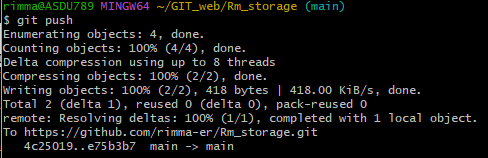 rimma@ASDU789 MINGW64 ~/GIT_web/Rm_storage (main)
$ git push
Enumerating objects: 4, done.
Counting objects: 100% (4/4), done.
Delta compression using up to 8 threads
Compressing objects: 100% (2/2), done.
Writing objects: 100% (2/2), 418 bytes | 418.00 KiB/s, done.
Total 2 (delta 1), reused 0 (delta 0), pack-reused 0
remote: Resolving deltas: 100% (1/1), completed with 1 local object.
To https://github.com/rimma-er/Rm_storage.git
   4c25019..e75b3b7  main -> main